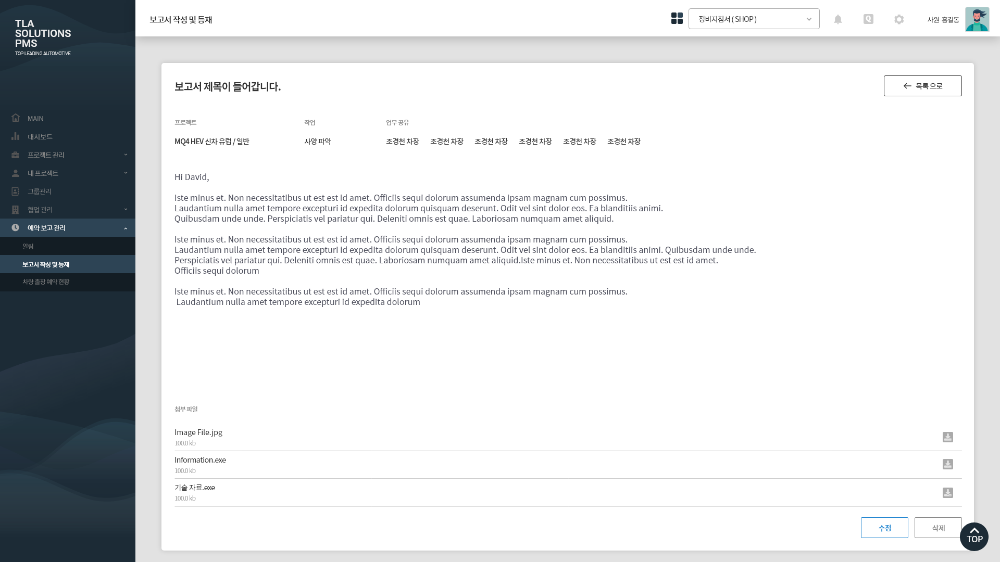 TLA
SOLUTIONS
PMS
TOP LEADING AUTOMOTIVE
MAIN
대시보드
프로젝트 관리
내 프로젝트
그룹관리
협업 관리
예약 보고 관리
알림
보고서 작성 및 등재
차량 출장 예약 현황
보고서 작성 및 등재
정비지침서 ( SHOP )
Q
사원 홍길동
보고서 제목이 들어갑니다.
목록 으로
프로젝트 작업 업무 공유
MQ4 HEV 신차 유럽 / 일반 사양 파악 조경천 차장 조경천 차장 조경천 차장 조경천 차장 조경천 차장 조경천 차장
Hi David,
Iste minus et. Non necessitatibus ut est est id amet. Officiis sequi dolorum assumenda ipsam magnam cum possimus.
Laudantium nulla amet tempore excepturi id expedita dolorum quisquam deserunt. Odit vel sint dolor eos. Ea blanditiis animi.
Quibusdam unde unde. Perspiciatis vel pariatur qui. Deleniti omnis est quae. Laboriosam numquam amet aliquid.
Iste minus et. Non necessitatibus ut est est id amet. Officiis sequi dolorum assumenda ipsam magnam cum possimus.
Laudantium nulla amet tempore excepturi id expedita dolorum quisquam deserunt. Odit vel sint dolor eos. Ea blanditiis animi. Quibusdam unde unde.
Perspiciatis vel pariatur qui. Deleniti omnis est quae. Laboriosam numquam amet aliquid.Iste minus et. Non necessitatibus ut est est id amet.
Officiis sequi dolorum
Iste minus et. Non necessitatibus ut est est id amet. Officiis sequi dolorum assumenda ipsam magnam cum possimus.
Laudantium nulla amet tempore excepturi id expedita dolorum
첨부 파일
Image File.jpg
100.0 kb
Information.exe
100.0 kb
기술 자료.exe
100.0 kb
수정
삭제
TOP